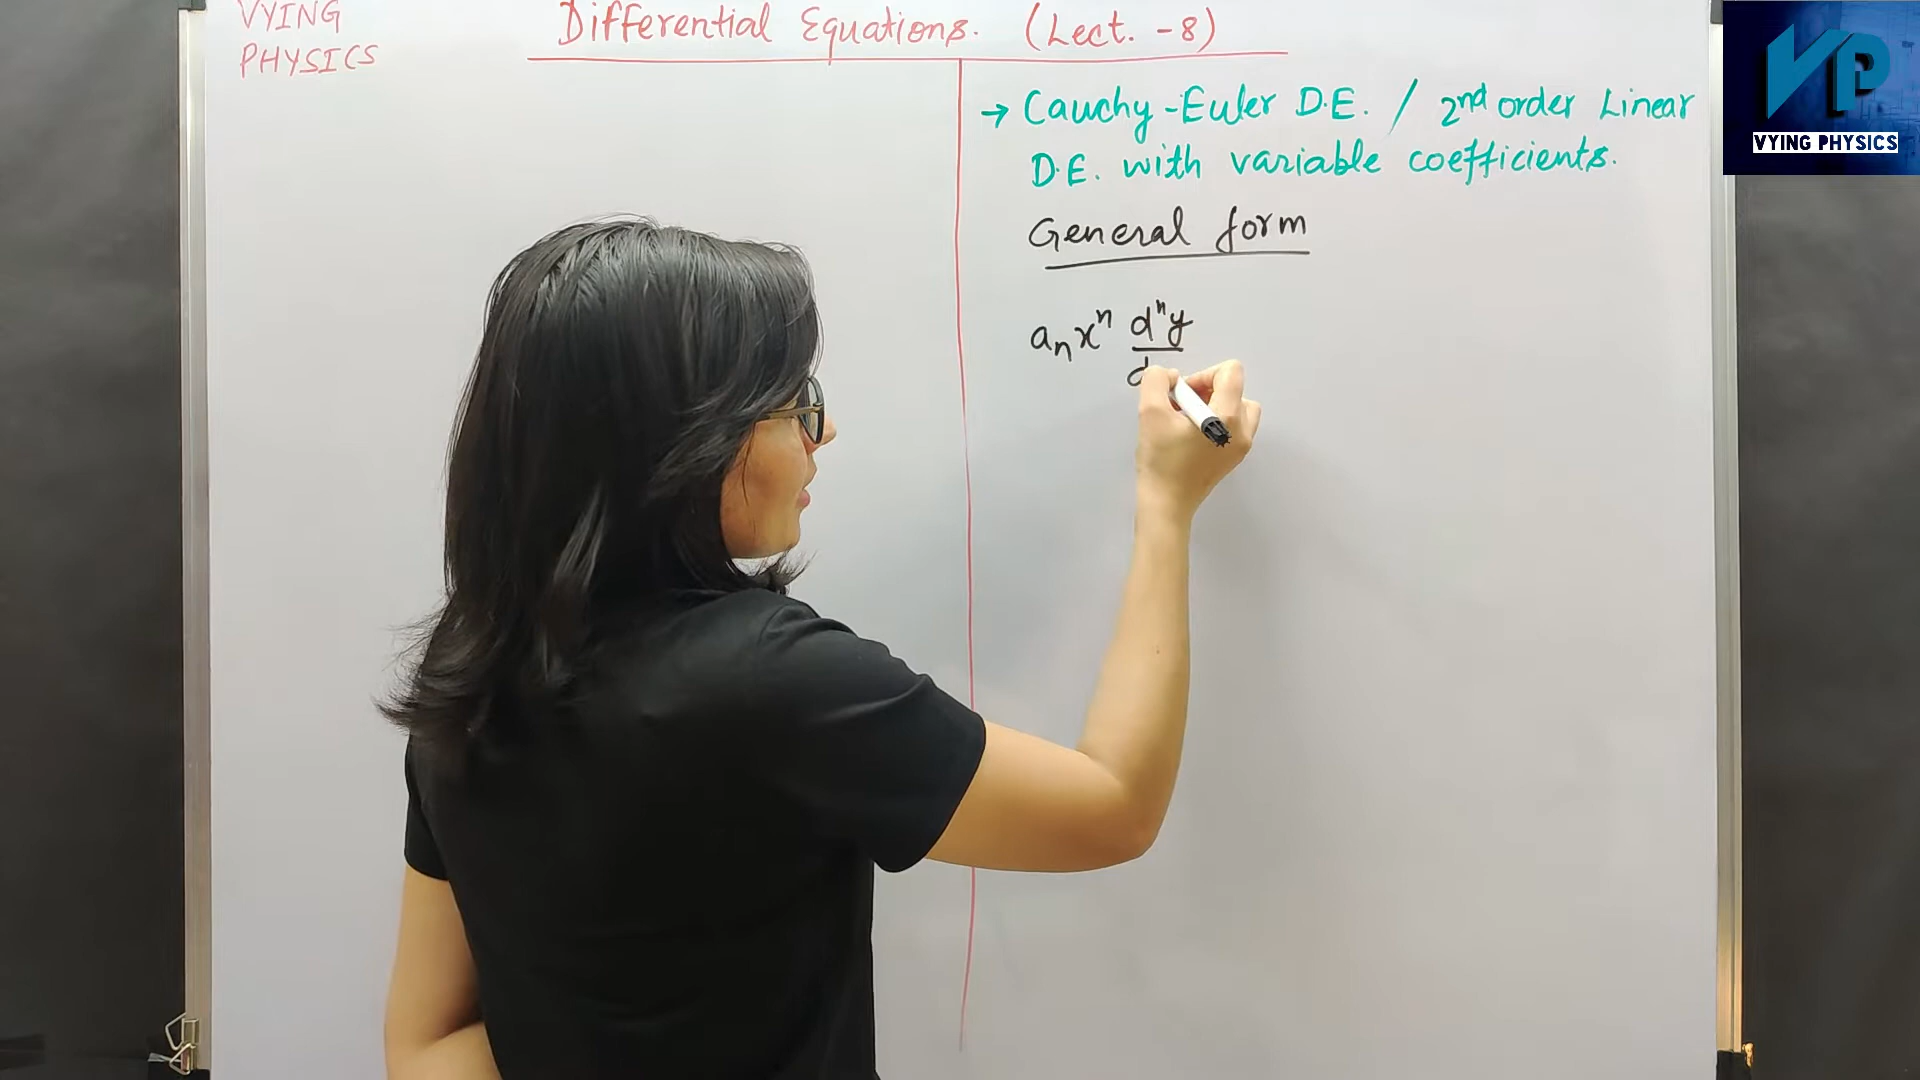 VYING
PHYSICS
Differential Equations. (Lect. -8)
→ Cauchy-Euler D.E. / 2nd order Linear
D.E. with variable coefficients.
General form
aₙxⁿ dⁿy
d
VP
VYING PHYSICS